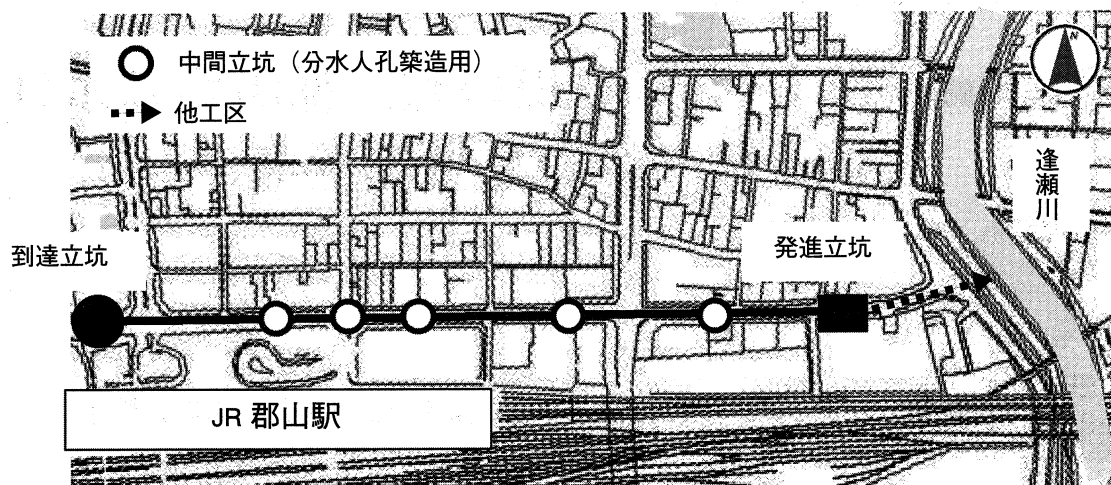 中間立坑（分水人孔築造用）
他工区
N
逢瀬川
到達立坑
発進立坑
JR 郡山駅